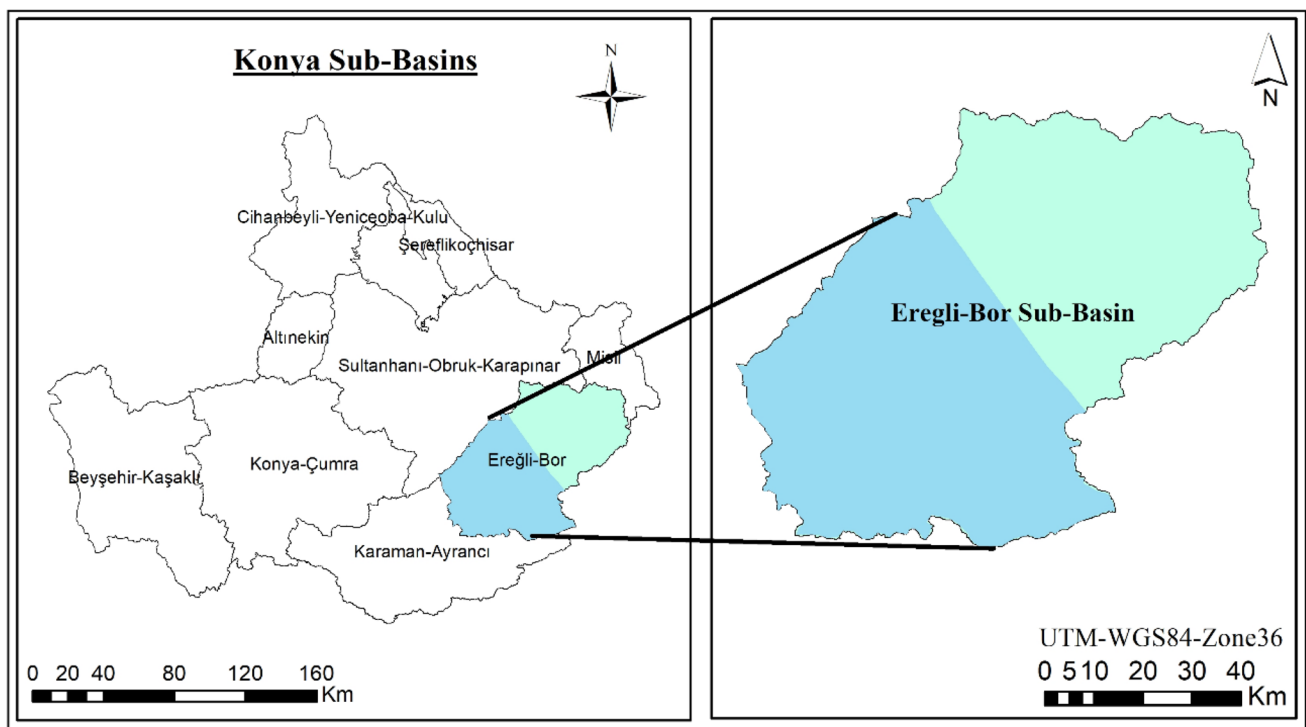 Konya Sub-Basins
N
Cihanbeyli-Yeniceoba-Kulu
Şereflikoçhisar
Altınekin
Sultanhanı-Obruk-Karapınar
Misli
Ereğli-Bor
Konya-Çumra
Beyşehir-Kaşaklı
Karaman-Ayrancı
0 20 40 80 120 160
Km
N
Eregli-Bor Sub-Basin
UTM-WGS84-Zone36
0 5 10 20 30 40
Km